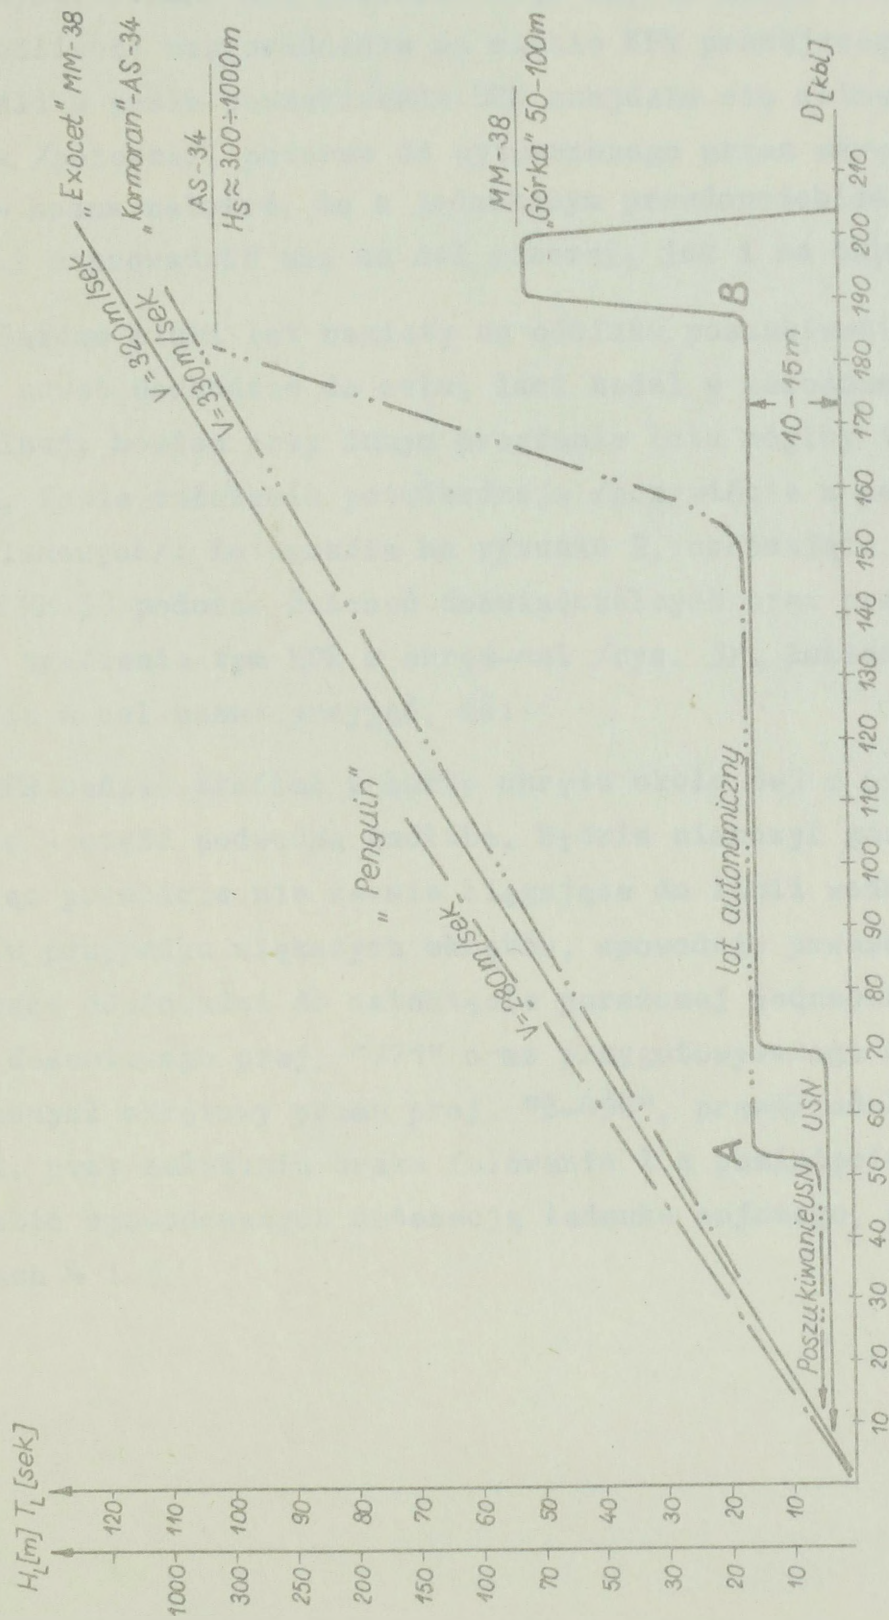 H_L[m] T_L[sek]
120
1000 110
300 100
200 80
150 70
100 60
70 50
50 40
40 30
20 20
10 10
V=320m/sek „Exocet" MM-38
V=330m/sek „Kormoran"-AS-34
AS-34
H_S≈300÷1000m
„Penguin"
V=280m/sek.
MM-38
„Górka" 50-100m
A
B
lot autonomiczny
10-15m
Poszukiwanie USN
USN
D[kbl]
10 20 30 40 50 60 70 80 90 100 110 120 130 140 150 160 170 180 190 200 210